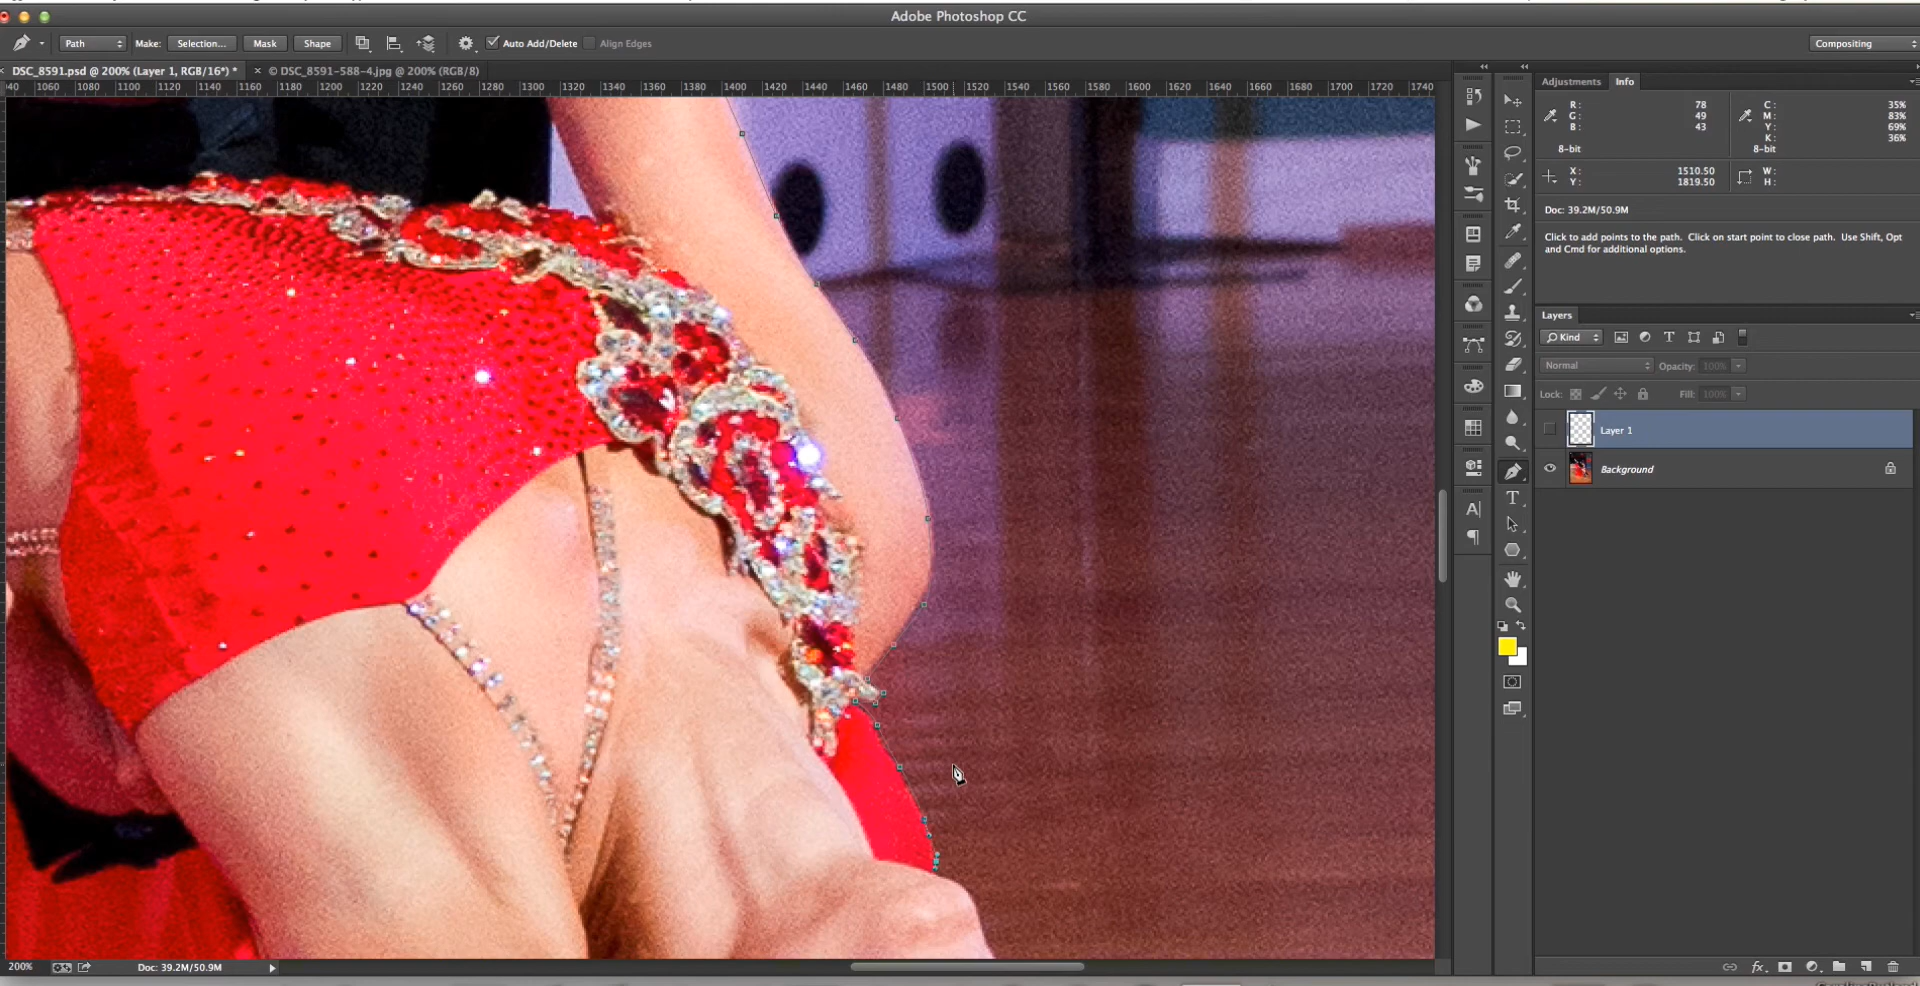 Adobe Photoshop CC
Path Make: Selection... Mask Shape Auto Add/Delete Align Edges Compositing
DSC_8591.psd @ 200% (Layer 1, RGB/16*) * × © DSC_8591-588-4.jpg @ 200% (RGB/8)
1060 1080 1100 1120 1140 1160 1180 1200 1220 1240 1260 1280 1300 1320 1340 1360 1380 1400 1420 1440 1460 1480 1500 1520 1540 1560 1580 1600 1620 1640 1660 1680 1700 1720 1740
Adjustments Info
R: 78 C: 35%
G: 49 M: 83%
B: 43 Y: 69%
K: 36%
8-bit 8-bit
X: 1510.50 W:
Y: 1819.50 H:
Doc: 39.2M/50.9M
Click to add points to the path. Click on start point to close path. Use Shift, Opt
and Cmd for additional options.
Layers
Kind
Normal Opacity: 100%
Lock: Fill: 100%
Layer 1
Background
200% Doc: 39.2M/50.9M